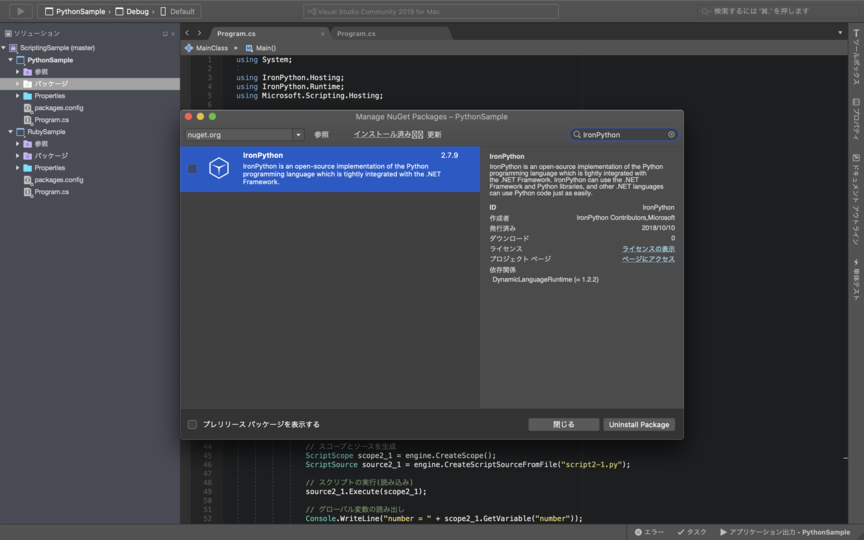 PythonSample › Debug › Default
Visual Studio Community 2019 for Mac
検索するには '⌘.' を押します
ソリューション
ScriptingSample (master)
PythonSample
参照
パッケージ
Properties
packages.config
Program.cs
RubySample
参照
パッケージ
Properties
packages.config
Program.cs
Program.cs
Program.cs
MainClass
Main()
1 using System;
2
3 using IronPython.Hosting;
4 using IronPython.Runtime;
5 using Microsoft.Scripting.Hosting;
6
Manage NuGet Packages – PythonSample
nuget.org
参照
インストール済み
更新
IronPython
IronPython 2.7.9
IronPython is an open-source implementation of the Python
programming language which is tightly integrated with the .NET
Framework.
IronPython
IronPython is an open-source implementation of the Python
programming language which is tightly integrated with
the .NET Framework. IronPython can use the .NET
Framework and Python libraries, and other .NET languages
can use Python code just as easily.
ID IronPython
作成者 IronPython Contributors,Microsoft
発行済み 2018/10/10
ダウンロード 0
ライセンス ライセンスの表示
プロジェクト ページ ページにアクセス
依存関係
DynamicLanguageRuntime (= 1.2.2)
プレリリース パッケージを表示する
閉じる
Uninstall Package
44 // スコープとソースを生成
45 ScriptScope scope2_1 = engine.CreateScope();
46 ScriptSource source2_1 = engine.CreateScriptSourceFromFile("script2-1.py");
47
48 // スクリプトの実行(読み込み)
49 source2_1.Execute(scope2_1);
50
51 // グローバル変数の読み出し
52 Console.WriteLine("number = " + scope2_1.GetVariable("number"));
ツールボックス
プロパティ
ドキュメント アウトライン
単体テスト
エラー
タスク
アプリケーション出力 - PythonSample